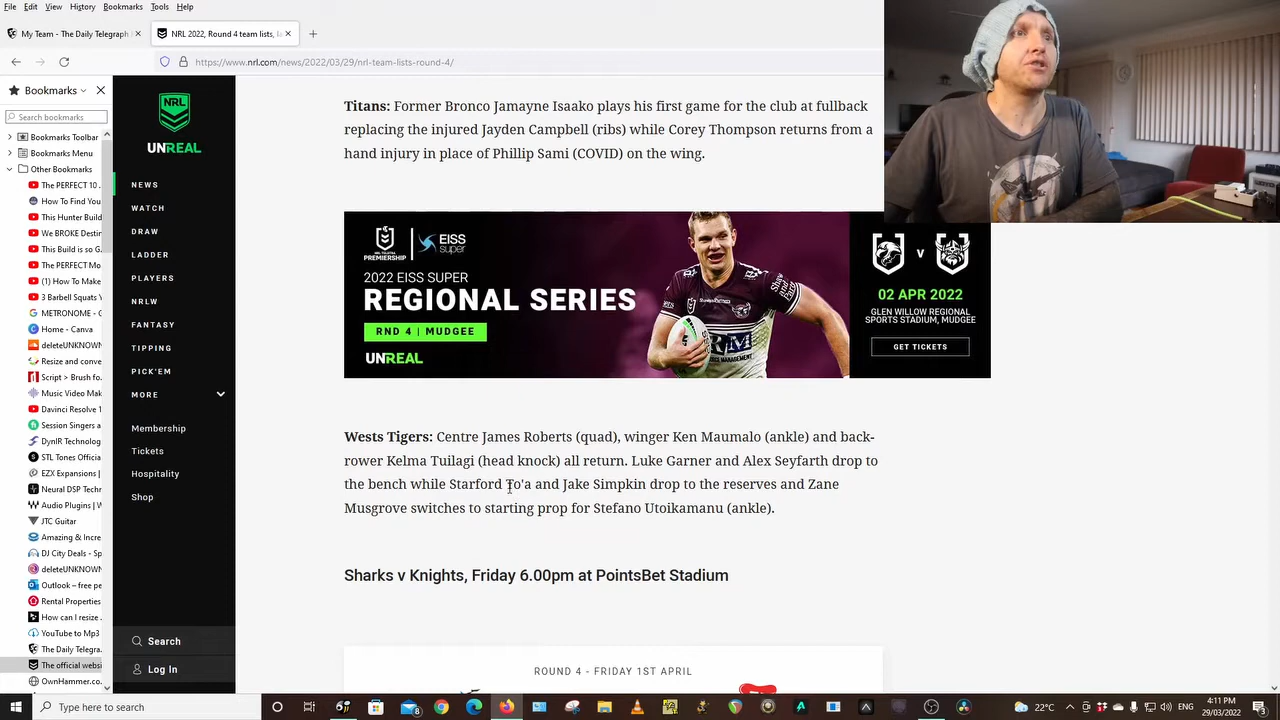 File Edit View History Bookmarks Tools Help
My Team - The Daily Telegraph
NRL 2022, Round 4 team lists, l
https://www.nrl.com/news/2022/03/29/nrl-team-lists-round-4/
Bookmarks
Search bookmarks
Bookmarks Toolbar
Bookmarks Menu
Other Bookmarks
The PERFECT 10 ..
How To Find You
This Hunter Build
We BROKE Destin
This Build is so G
The PERFECT Mo
(1) How To Make
3 Barbell Squats Y
METRONOME - G
Home - Canva
deleteUNKNOWN
Resize and conve
Script > Brush fo.
Music Video Mak
Davinci Resolve 1
Session Singers a
DynIR Technolog
STL Tones Official
EZX Expansions |
Neural DSP Techn
Audio Plugins | W
JTC Guitar
Amazing & Incre
DJ City Deals - Sp
deleteUNKNOWN
Outlook – free pe
Rental Properties
How can I resize .
YouTube to Mp3
The Daily Telegra.
The official websi
OwnHammer.co.
NRL
UNREAL
NEWS
WATCH
DRAW
LADDER
PLAYERS
NRLW
FANTASY
TIPPING
PICK'EM
MORE
Membership
Tickets
Hospitality
Shop
Search
Log In
Titans: Former Bronco Jamayne Isaako plays his first game for the club at fullback
replacing the injured Jayden Campbell (ribs) while Corey Thompson returns from a
hand injury in place of Phillip Sami (COVID) on the wing.
NRL TELSTRA
PREMIERSHIP
EISS
super
2022 EISS SUPER
REGIONAL SERIES
RND 4 | MUDGEE
UNREAL
v
02 APR 2022
GLEN WILLOW REGIONAL
SPORTS STADIUM, MUDGEE
GET TICKETS
Wests Tigers: Centre James Roberts (quad), winger Ken Maumalo (ankle) and back-
rower Kelma Tuilagi (head knock) all return. Luke Garner and Alex Seyfarth drop to
the bench while Starford To'a and Jake Simpkin drop to the reserves and Zane
Musgrove switches to starting prop for Stefano Utoikamanu (ankle).
Sharks v Knights, Friday 6.00pm at PointsBet Stadium
ROUND 4 - FRIDAY 1ST APRIL
Type here to search
22°C
4:11 PM
29/03/2022